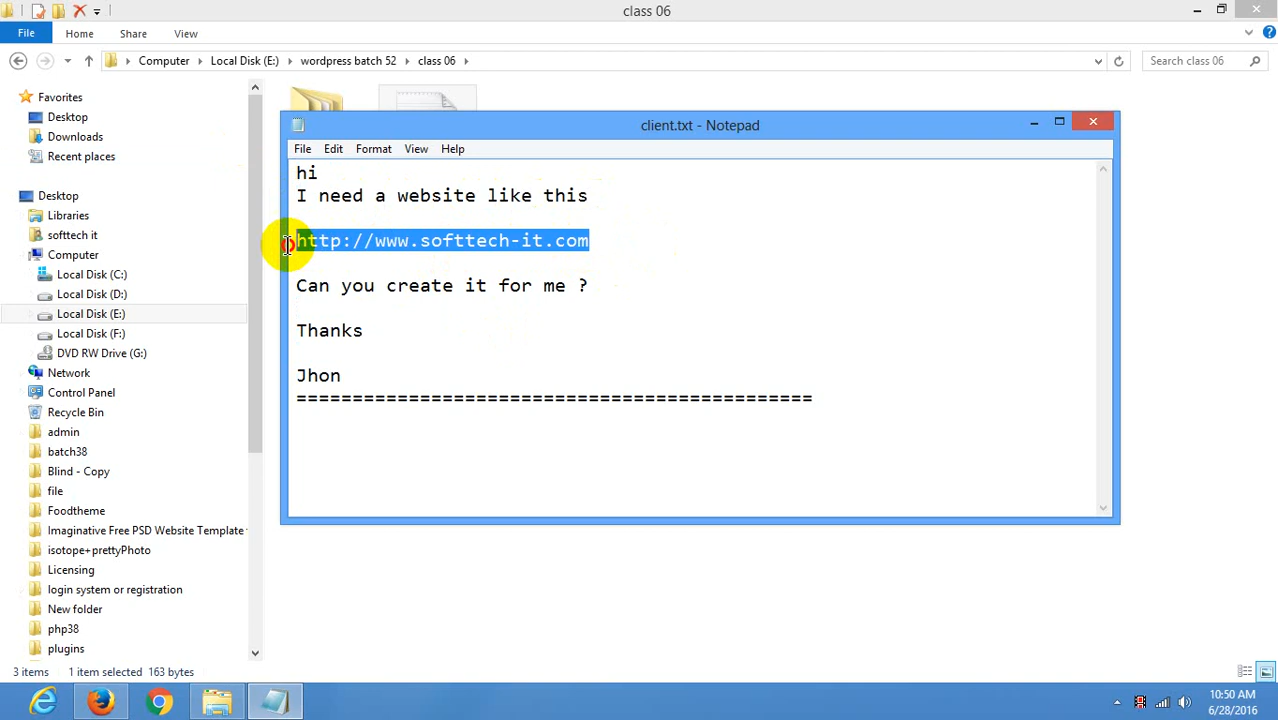 class 06
File
Home
Share
View
Computer
Local Disk (E:)
wordpress batch 52
class 06
Search class 06
Favorites
Desktop
Downloads
Recent places
Desktop
Libraries
softtech it
Computer
Local Disk (C:)
Local Disk (D:)
Local Disk (E:)
Local Disk (F:)
DVD RW Drive (G:)
Network
Control Panel
Recycle Bin
admin
batch38
Blind - Copy
file
Foodtheme
Imaginative Free PSD Website Template
isotope+prettyPhoto
Licensing
login system or registration
New folder
php38
plugins
client.txt - Notepad
File
Edit
Format
View
Help
hi
I need a website like this
http://www.softtech-it.com
Can you create it for me ?
Thanks
Jhon
==============================================
3 items
1 item selected 163 bytes
10:50 AM
6/28/2016